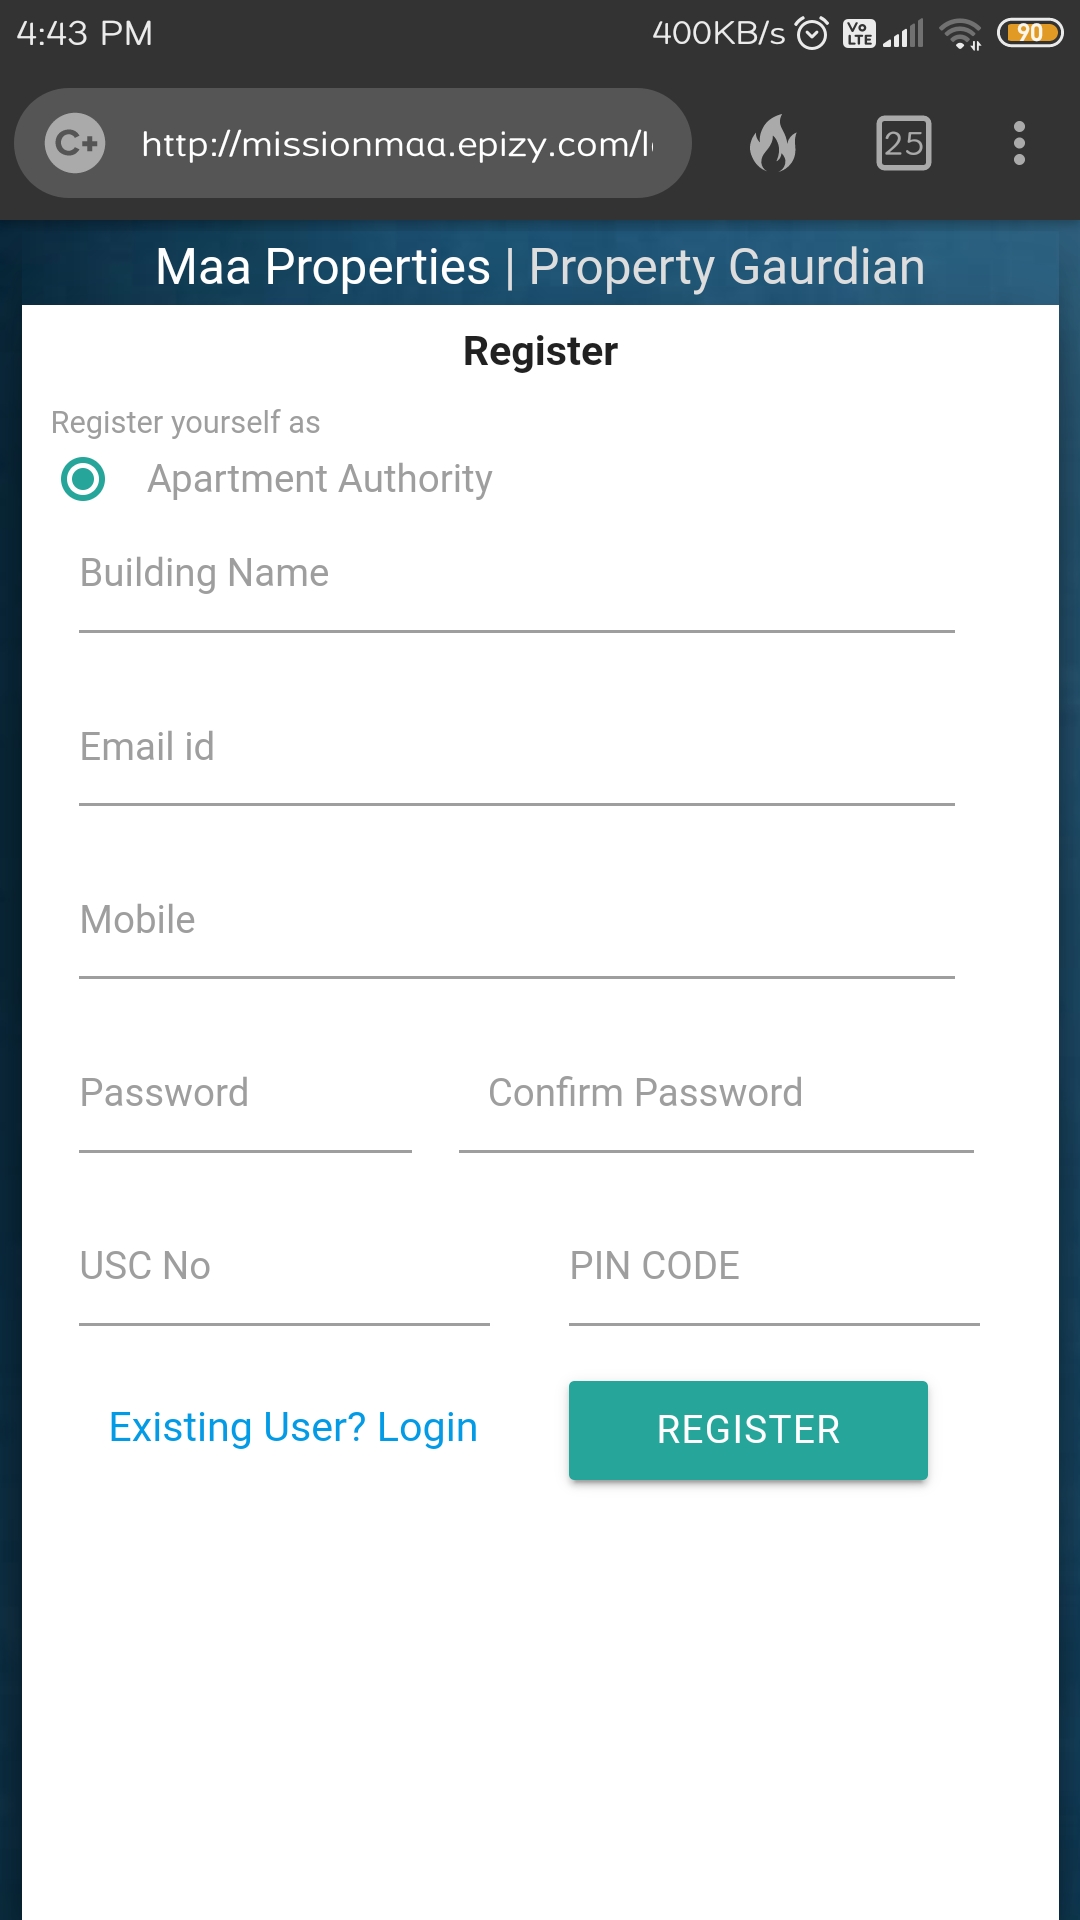 4:43 PM 400KB/s Vo LTE 90
C+ http://missionmaa.epizy.com/l 25
Maa Properties | Property Gaurdian
Register
Register yourself as
Apartment Authority
Building Name
Email id
Mobile
Password Confirm Password
USC No PIN CODE
Existing User? Login REGISTER